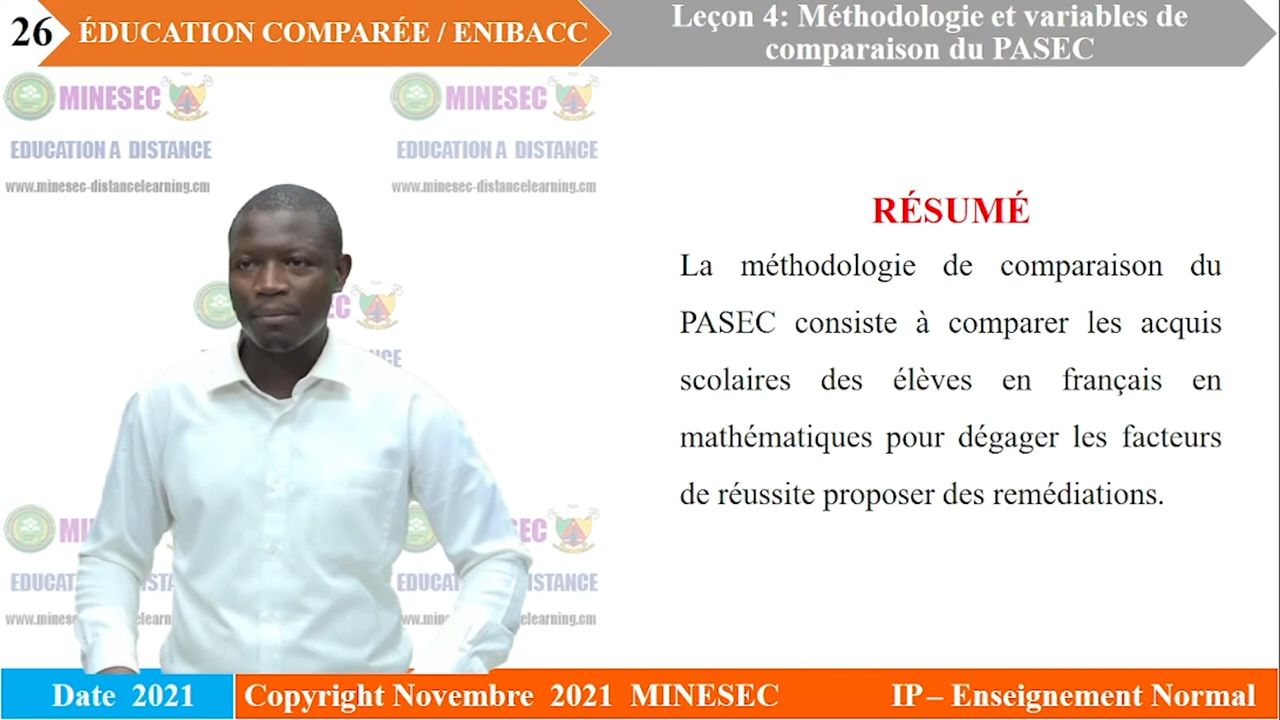 26
ÉDUCATION COMPARÉE / ENIBACC
Leçon 4: Méthodologie et variables de
comparaison du PASEC
MINESEC
MINESEC
EDUCATION A DISTANCE
EDUCATION A DISTANCE
www.minesec-distancelearning.cm
www.minesec-distancelearning.cm
RÉSUMÉ
La méthodologie de comparaison du
PASEC consiste à comparer les acquis
scolaires des élèves en français en
mathématiques pour dégager les facteurs
de réussite proposer des remédiations.
Date 2021
Copyright Novembre 2021 MINESEC
IP – Enseignement Normal